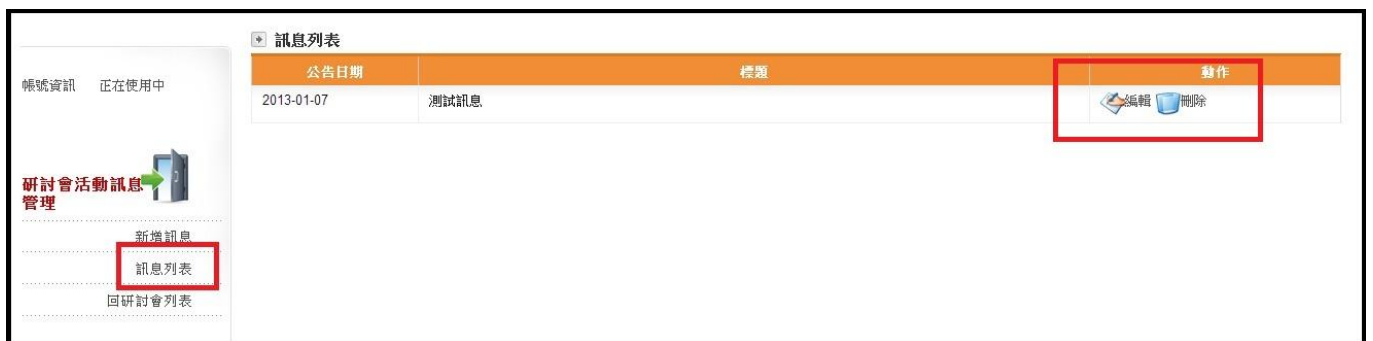 帳號資訊 正在使用中
研討會活動訊息
管理
新增訊息
訊息列表
回研討會列表
訊息列表
公告日期 標題 動作
2013-01-07 測試訊息 編輯 刪除